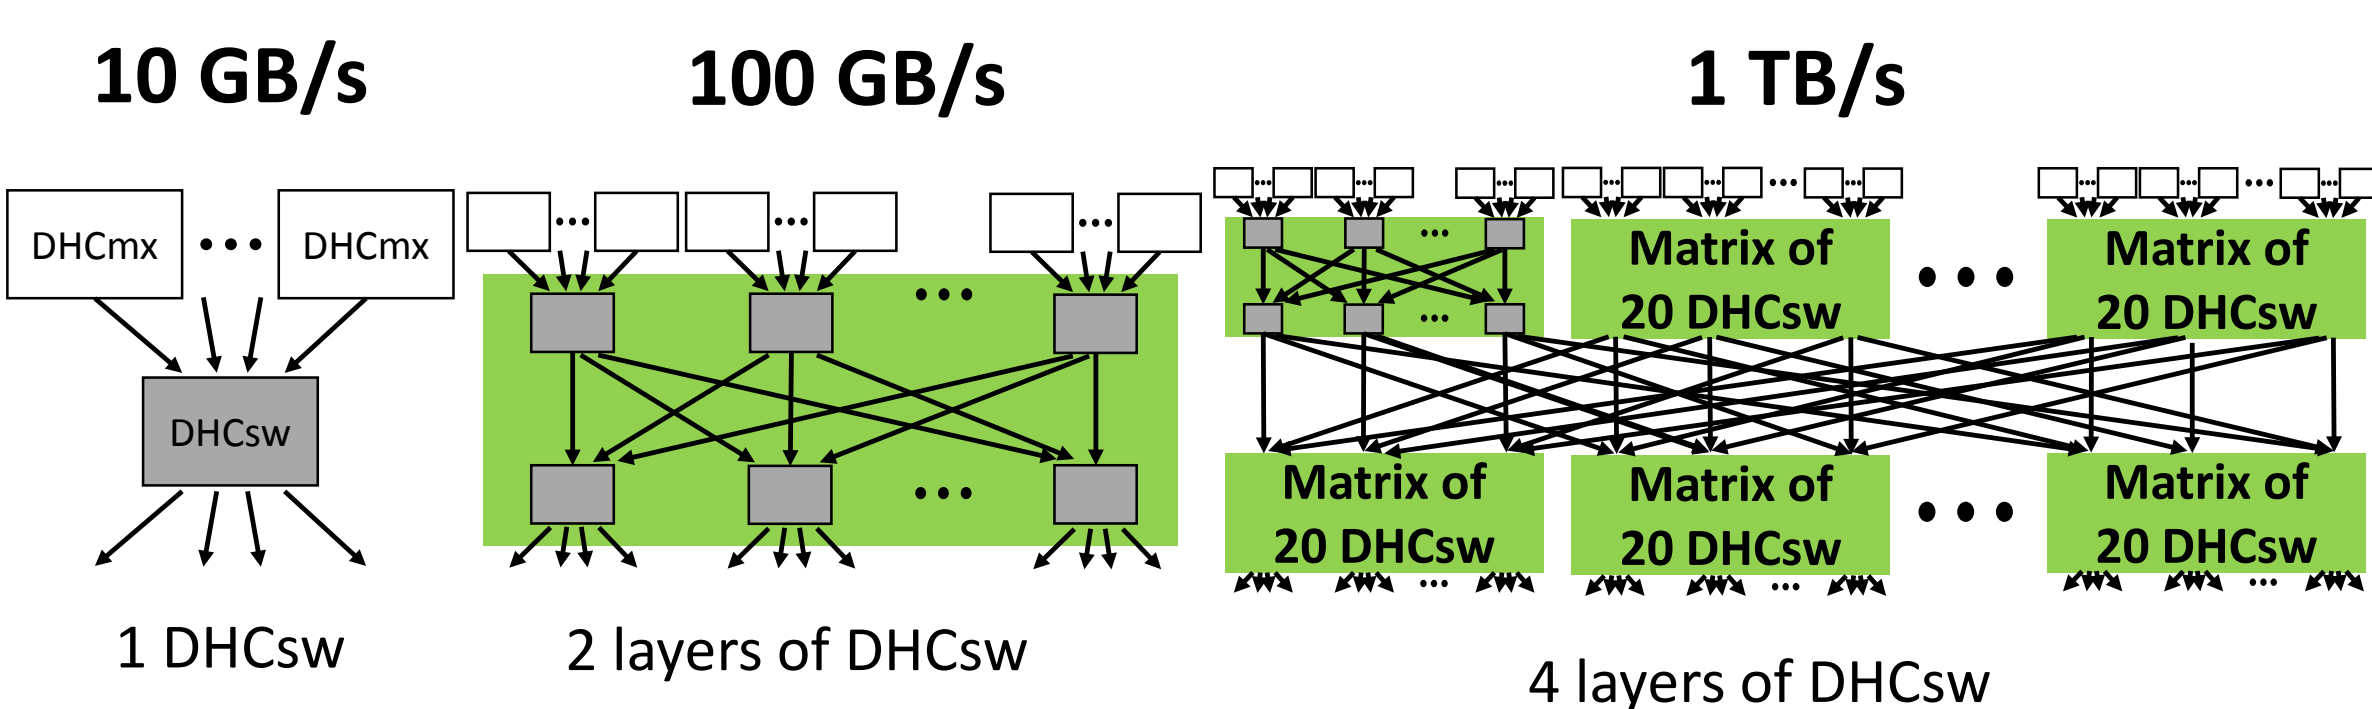 10 GB/s
100 GB/s
1 TB/s
DHCmx
DHCmx
DHCsw
Matrix of
20 DHCsw
Matrix of
20 DHCsw
Matrix of
20 DHCsw
Matrix of
20 DHCsw
Matrix of
20 DHCsw
1 DHCsw
2 layers of DHCsw
4 layers of DHCsw